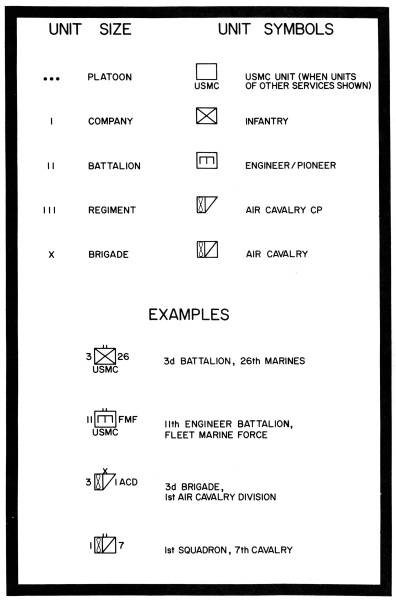 UNIT SIZE UNIT SYMBOLS
••• PLATOON USMC USMC UNIT (WHEN UNITS
OF OTHER SERVICES SHOWN)
I COMPANY INFANTRY
II BATTALION ENGINEER/PIONEER
III REGIMENT AIR CAVALRY CP
X BRIGADE AIR CAVALRY
EXAMPLES
II
3 26 3d BATTALION, 26th MARINES
USMC
II
11 FMF 11th ENGINEER BATTALION,
USMC FLEET MARINE FORCE
X
3 1 ACD 3d BRIGADE,
1st AIR CAVALRY DIVISION
II
1 7 1st SQUADRON, 7th CAVALRY